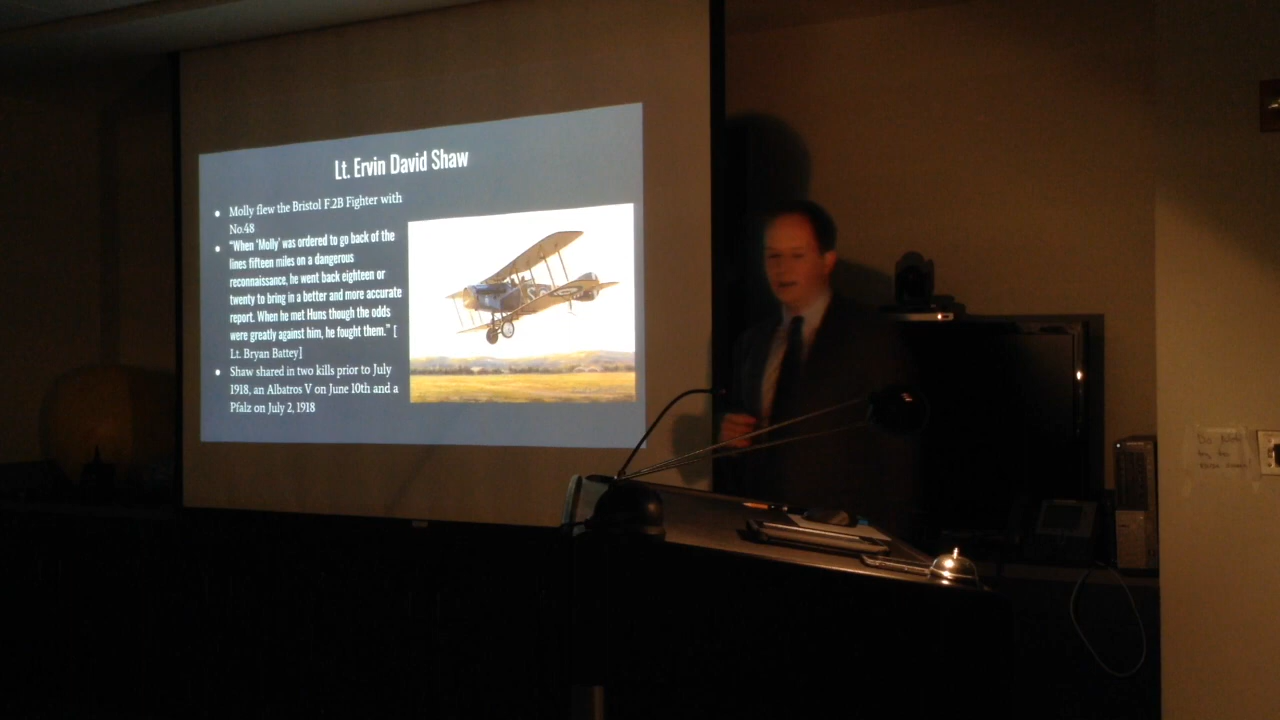 Lt. Ervin David Shaw
Molly flew the Bristol F.2B Fighter with
No.48
"When 'Molly' was ordered to go back of the
lines fifteen miles on a dangerous
reconnaissance, he went back eighteen or
twenty to bring in a better and more accurate
report. When he met Huns though the odds
were greatly against him, he fought them." [
Lt. Bryan Battey]
Shaw shared in two kills prior to July
1918, an Albatros V on June 10th and a
Pfalz on July 2, 1918